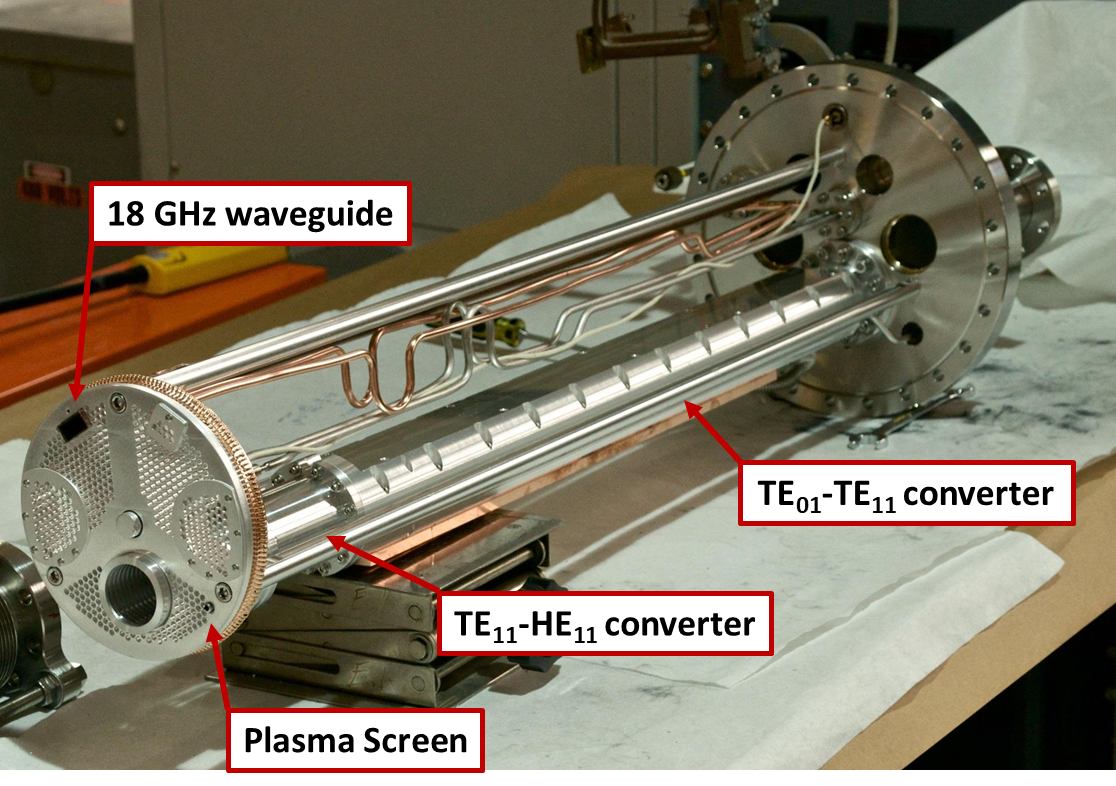 18 GHz waveguide
TE₀₁-TE₁₁ converter
TE₁₁-HE₁₁ converter
Plasma Screen